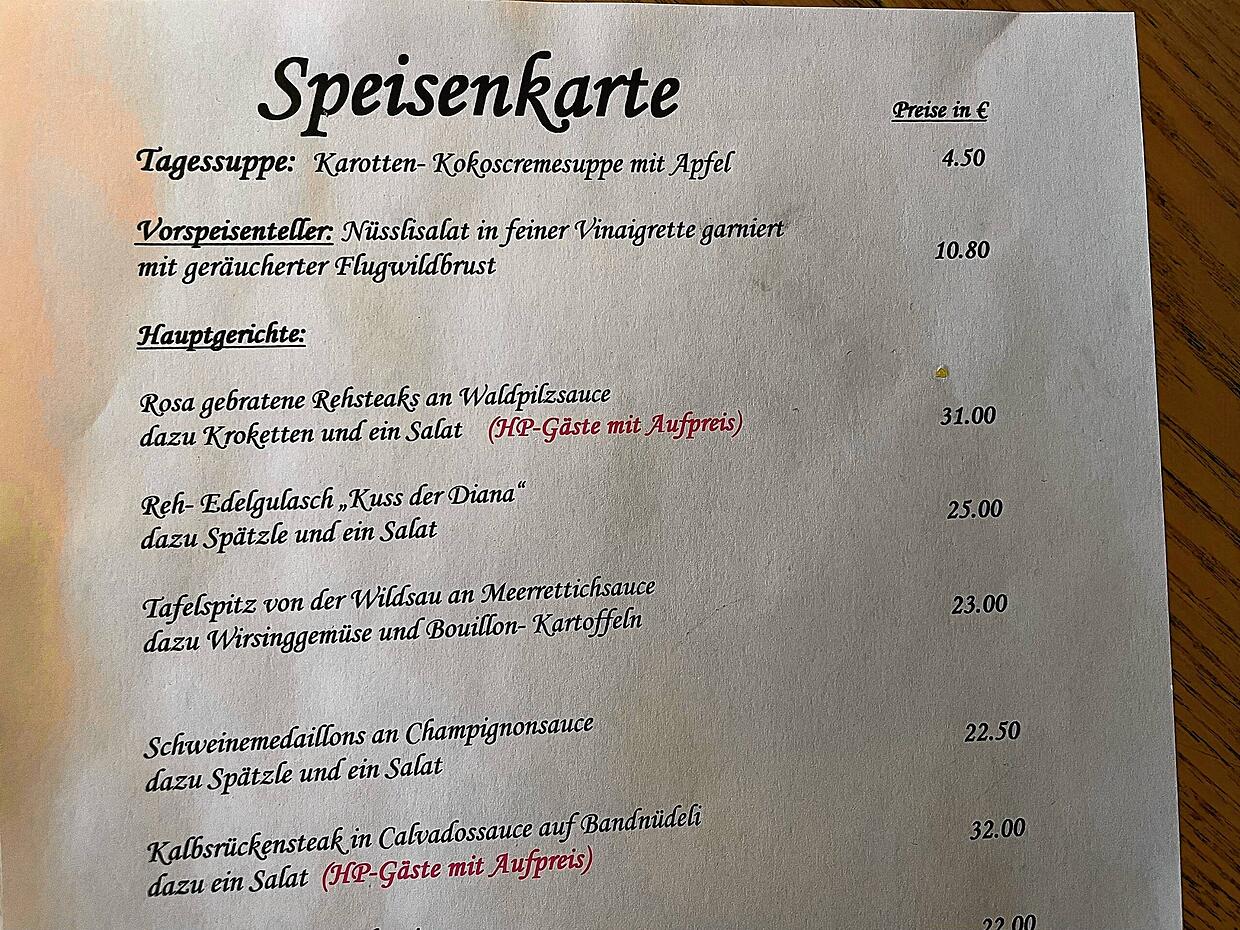 Speisenkarte
Preise in €
Tagessuppe: Karotten- Kokoscremesuppe mit Apfel 4.50
Vorspeisenteller: Nüsslisalat in feiner Vinaigrette garniert
mit geräucherter Flugwildbrust 10.80
Hauptgerichte:
Rosa gebratene Rehsteaks an Waldpilzsauce
dazu Kroketten und ein Salat (HP-Gäste mit Aufpreis) 31.00
Reh- Edelgulasch „Kuss der Diana“
dazu Spätzle und ein Salat 25.00
Tafelspitz von der Wildsau an Meerrettichsauce
dazu Wirsinggemüse und Bouillon- Kartoffeln 23.00
Schweinemedaillons an Champignonsauce
dazu Spätzle und ein Salat 22.50
Kalbsrückensteak in Calvadossauce auf Bandnüdeli
dazu ein Salat (HP-Gäste mit Aufpreis) 32.00
22.00